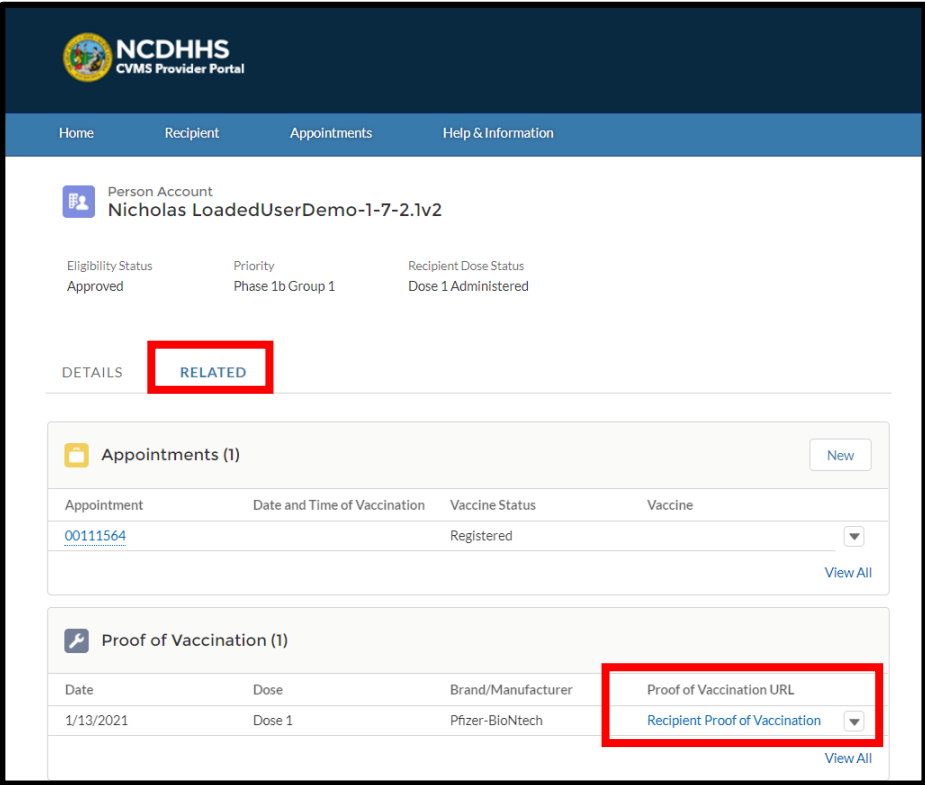 NCDHHS
CVMS Provider Portal
Home Recipient Appointments Help & Information
Person Account
Nicholas LoadedUserDemo-1-7-2.1v2
Eligibility Status Priority Recipient Dose Status
Approved Phase 1b Group 1 Dose 1 Administered
DETAILS RELATED
Appointments (1) New
Appointment Date and Time of Vaccination Vaccine Status Vaccine
00111564 Registered
View All
Proof of Vaccination (1)
Date Dose Brand/Manufacturer Proof of Vaccination URL
1/13/2021 Dose 1 Pfizer-BioNtech Recipient Proof of Vaccination
View All